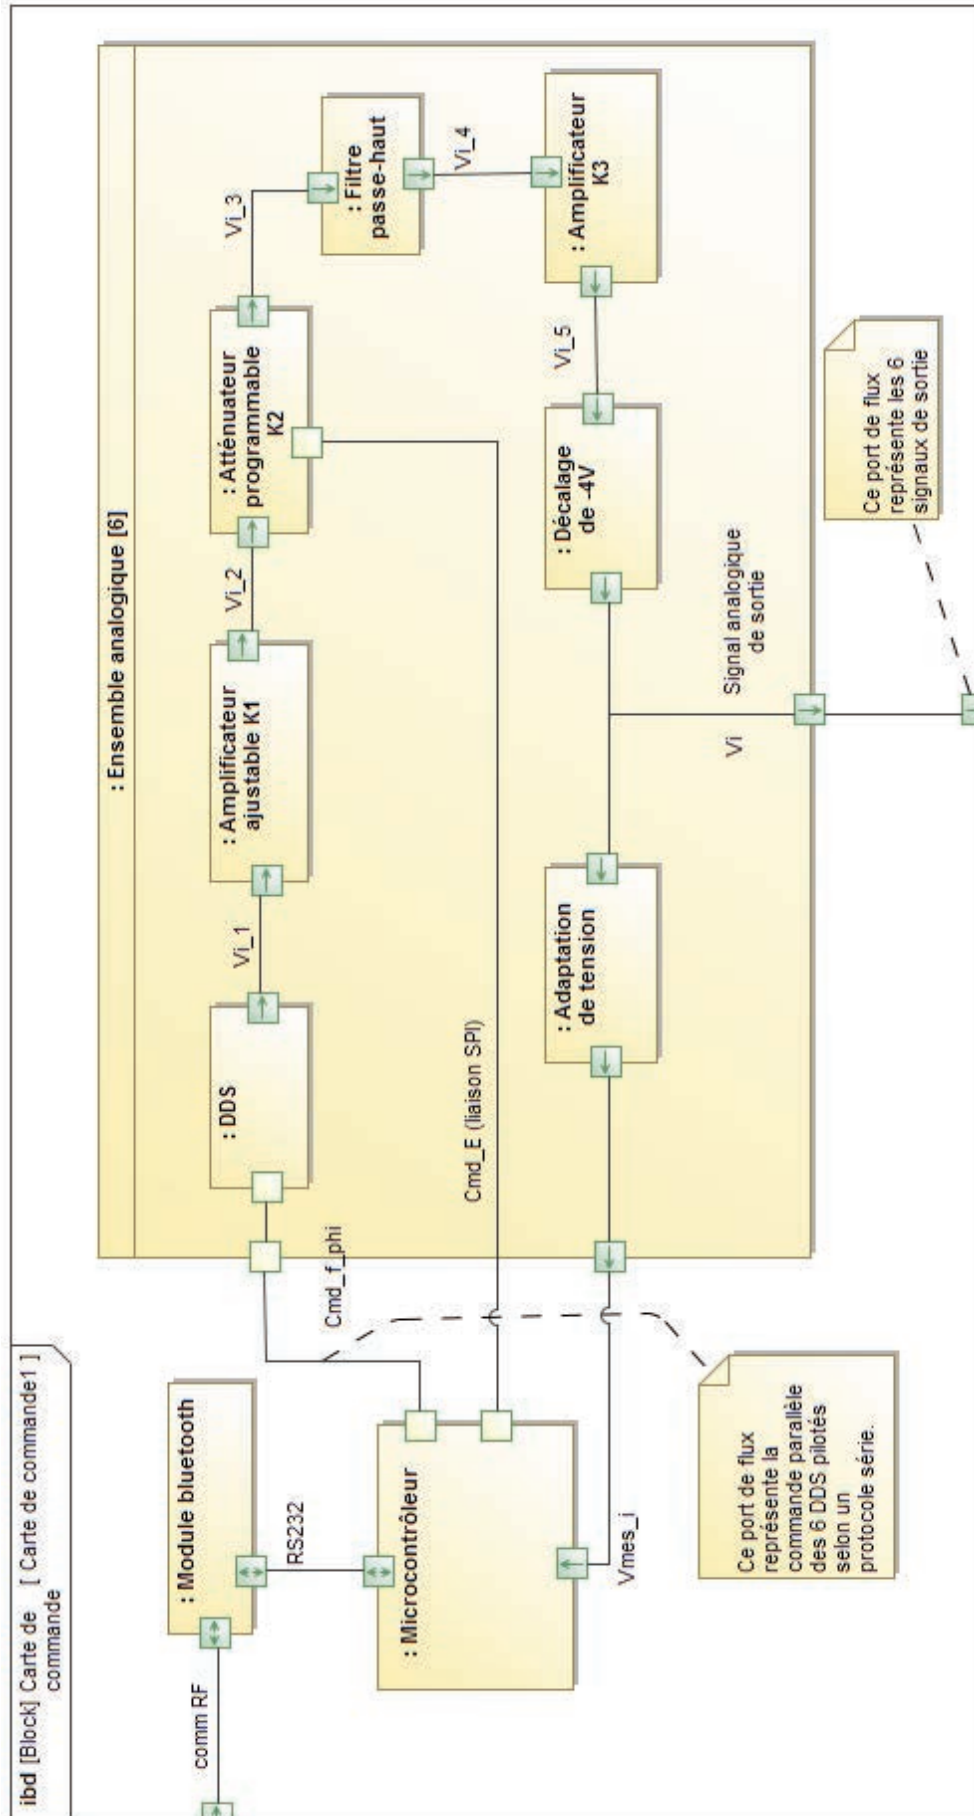 ibd [Block] Carte de [ Carte de commande1 ]
commande
comm RF
: Module bluetooth
RS232
: Microcontrôleur
Vmes_i
Cmd_f_phi
Cmd_E (liaison SPI)
Ce port de flux
représente la
commande parallèle
des 6 DDS pilotés
selon un
protocole série.
: Ensemble analogique [6]
: DDS
Vi_1
: Amplificateur
ajustable K1
Vi_2
: Atténuateur
programmable
K2
Vi_3
: Filtre
passe-haut
Vi_4
: Amplificateur
K3
Vi_5
: Décalage
de -4V
: Adaptation
de tension
Vi
Signal analogique
de sortie
Ce port de flux
représente les 6
signaux de sortie